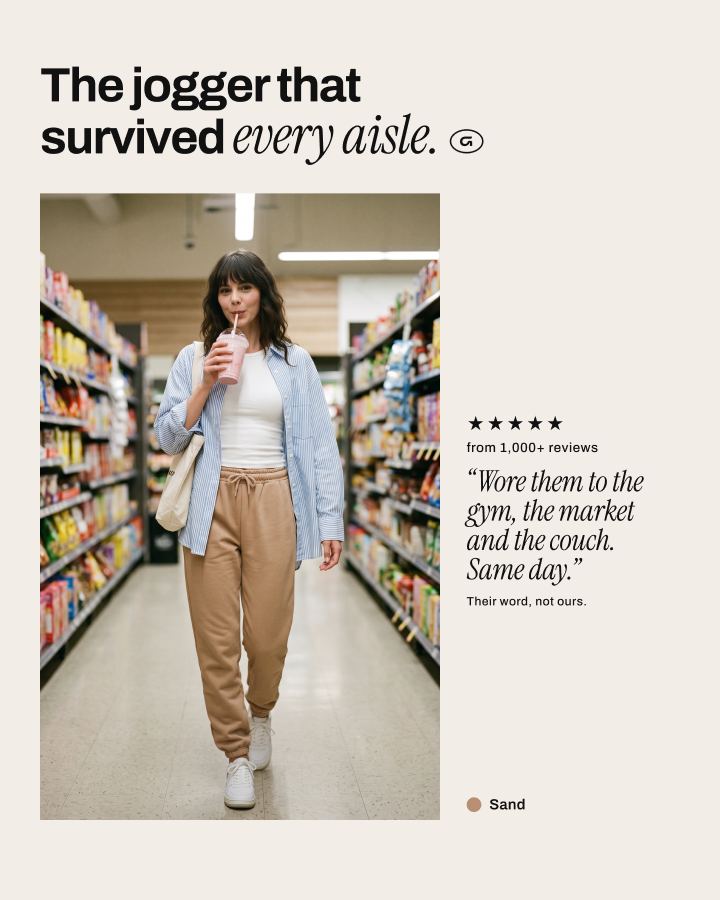 The jogger that
survived every aisle.
★★★★★
from 1,000+ reviews
“Wore them to the
gym, the market
and the couch.
Same day.”
Their word, not ours.
Sand